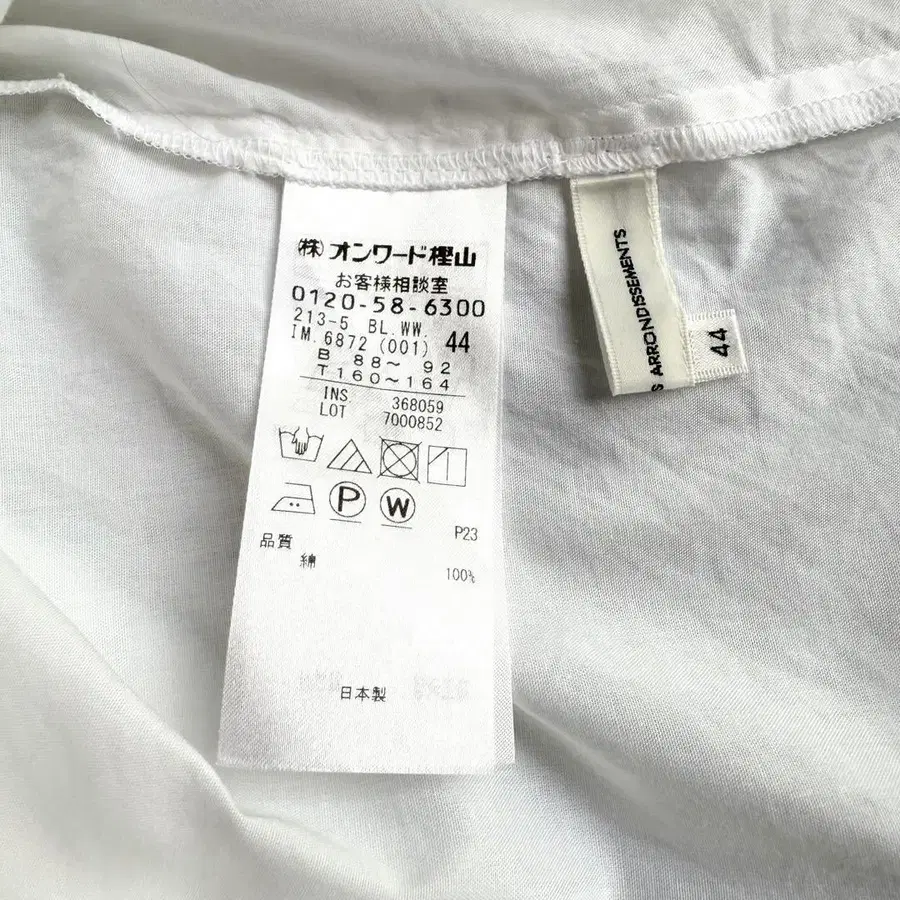 (株)オンワード樫山
お客様相談室
0120-58-6300
213-5 BL.WW.
IM.6872 (001) 44
B 88～ 92
T 160～164
INS 368059
LOT 7000852
P W
P23
品質
綿 100%
日本製
S ARRONDISSEMENTS
44